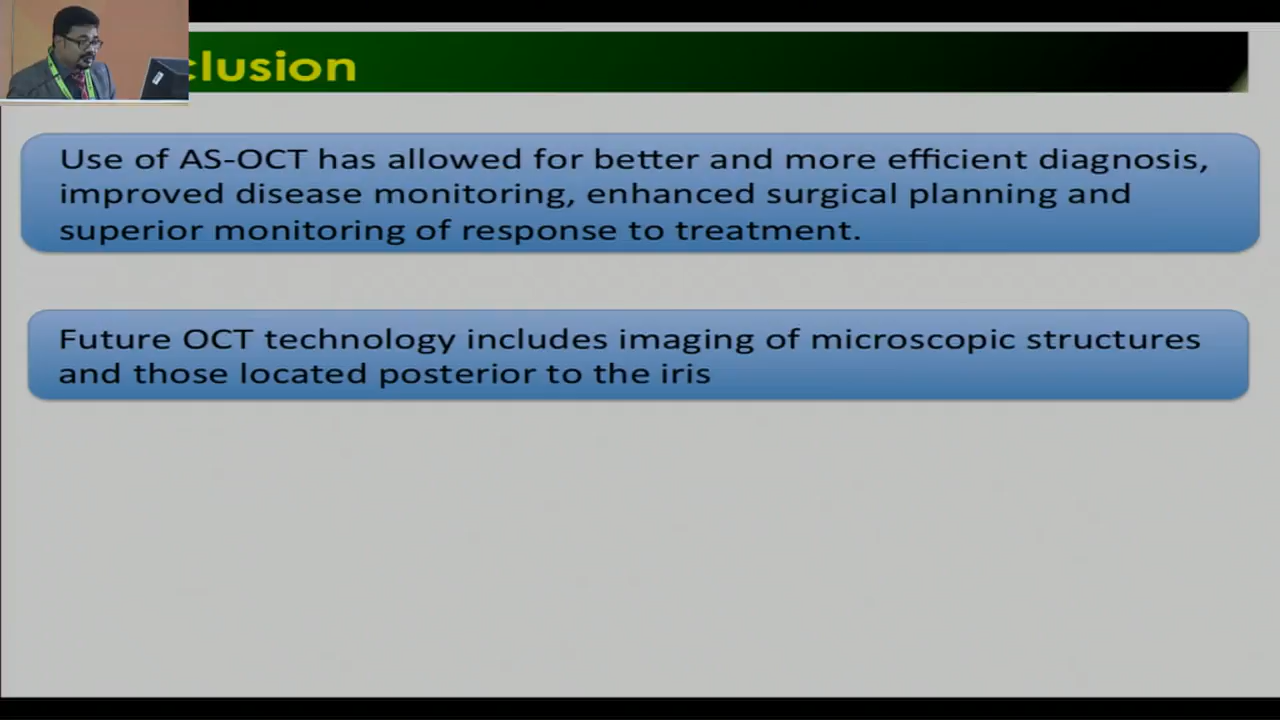 clusion
Use of AS-OCT has allowed for better and more efficient diagnosis,
improved disease monitoring, enhanced surgical planning and
superior monitoring of response to treatment.
Future OCT technology includes imaging of microscopic structures
and those located posterior to the iris